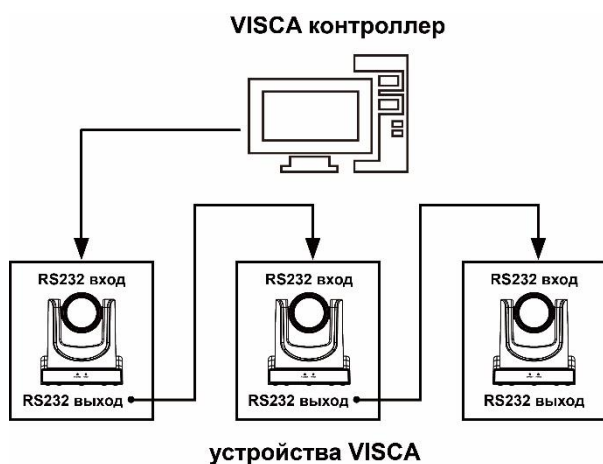 VISCA контроллер
RS232 вход
RS232 вход
RS232 вход
RS232 выход
RS232 выход
RS232 выход
устройства VISCA